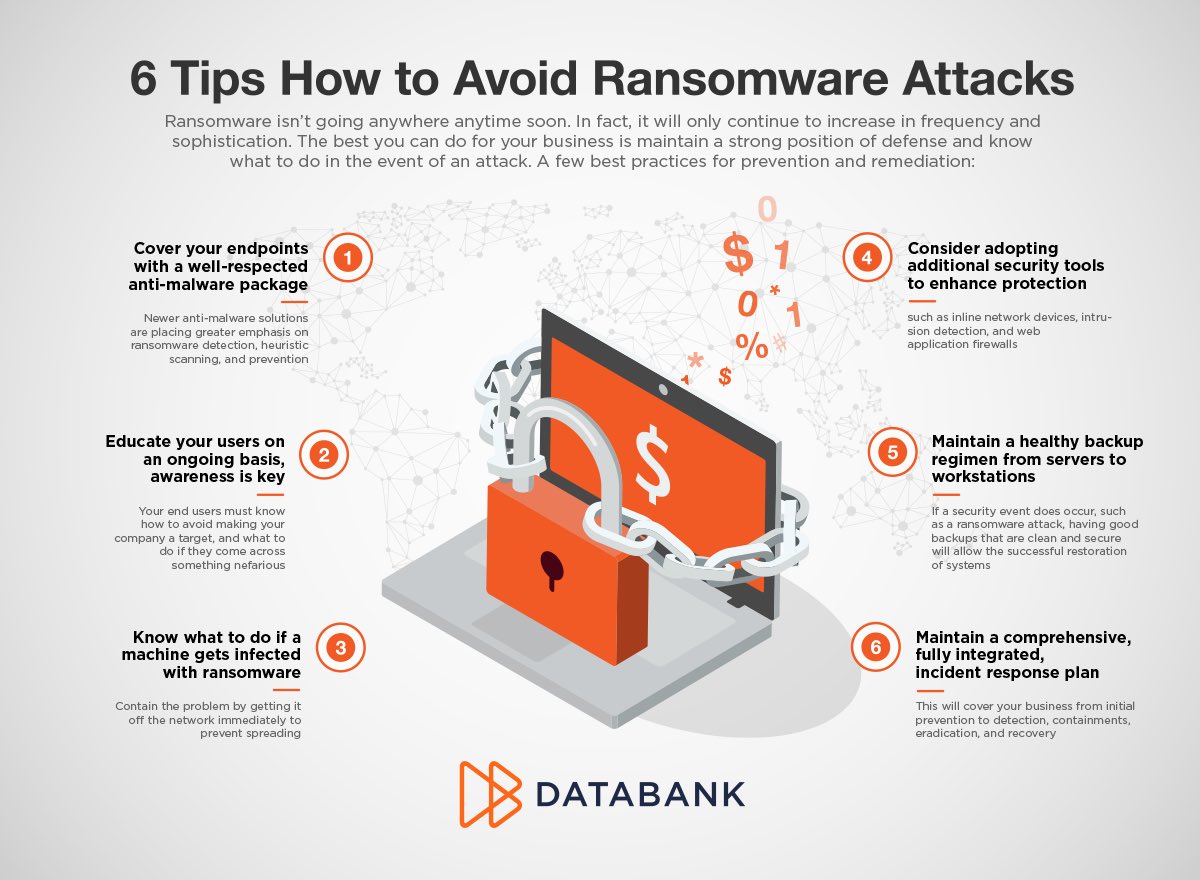 6 Tips How to Avoid Ransomware Attacks
Ransomware isn't going anywhere anytime soon. In fact, it will only continue to increase in frequency and
sophistication. The best you can do for your business is maintain a strong position of defense and know
what to do in the event of an attack. A few best practices for prevention and remediation:
1
Cover your endpoints
with a well-respected
anti-malware package
Newer anti-malware solutions
are placing greater emphasis on
ransomware detection, heuristic
scanning, and prevention
2
Educate your users on
an ongoing basis,
awareness is key
Your end users must know
how to avoid making your
company a target, and what to
do if they come across
something nefarious
3
Know what to do if a
machine gets infected
with ransomware
Contain the problem by getting it
off the network immediately to
prevent spreading
0
$ 1
0 * 1
% #
* 
1 $
$
4
Consider adopting
additional security tools
to enhance protection
such as inline network devices, intru-
sion detection, and web
application firewalls
5
Maintain a healthy backup
regimen from servers to
workstations
If a security event does occur, such
as a ransomware attack, having good
backups that are clean and secure
will allow the successful restoration
of systems
6
Maintain a comprehensive,
fully integrated,
incident response plan
This will cover your business from initial
prevention to detection, containments,
eradication, and recovery
DATABANK